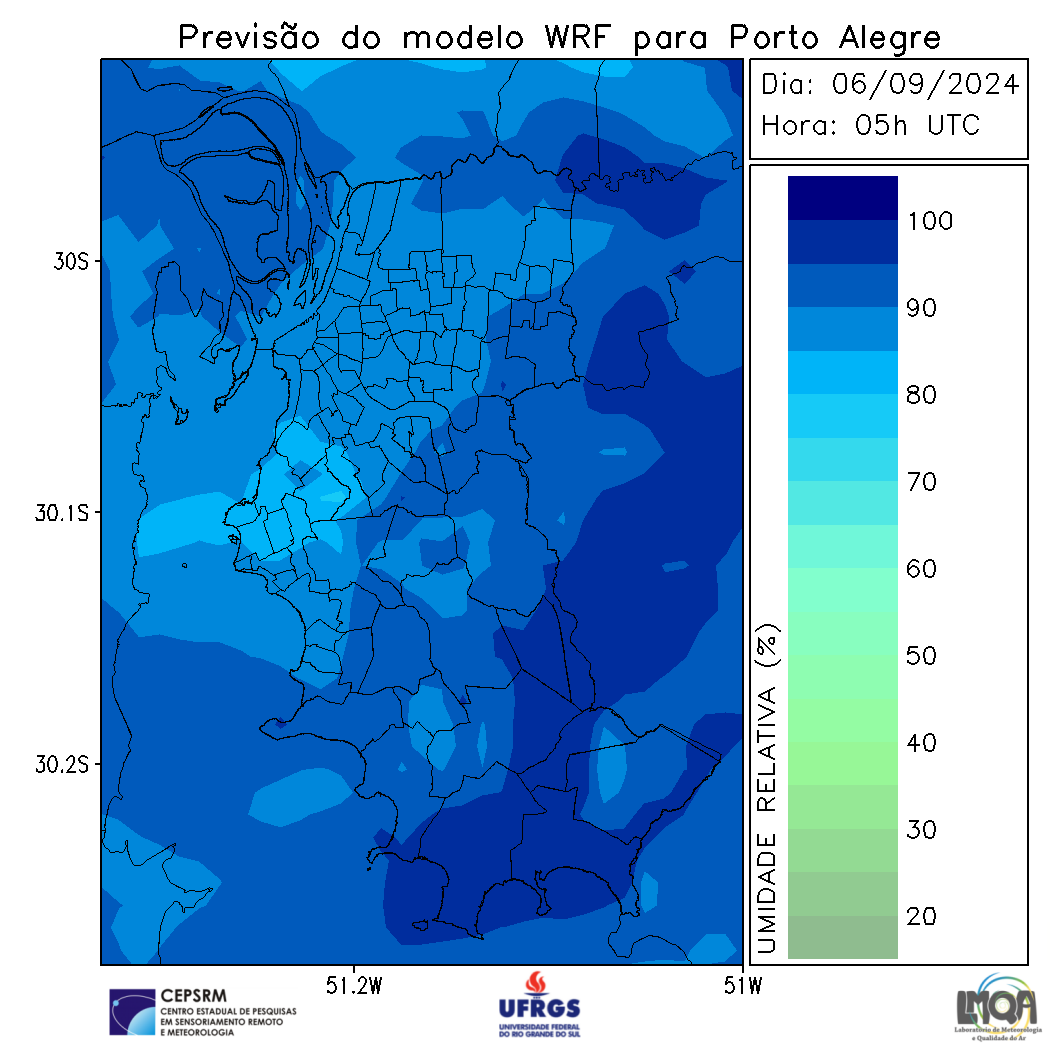 Previsão do modelo WRF para Porto Alegre
Dia: 06/09/2024
Hora: 05h UTC
30S
30.1S
30.2S
51.2W
51W
UMIDADE RELATIVA (%)
100
90
80
70
60
50
40
30
20
CEPSRM
CENTRO ESTADUAL DE PESQUISAS
EM SENSORIAMENTO REMOTO
E METEOROLOGIA
UFRGS
UNIVERSIDADE FEDERAL
DO RIO GRANDE DO SUL
LMQA
Laboratório de Meteorologia
e Qualidade do Ar